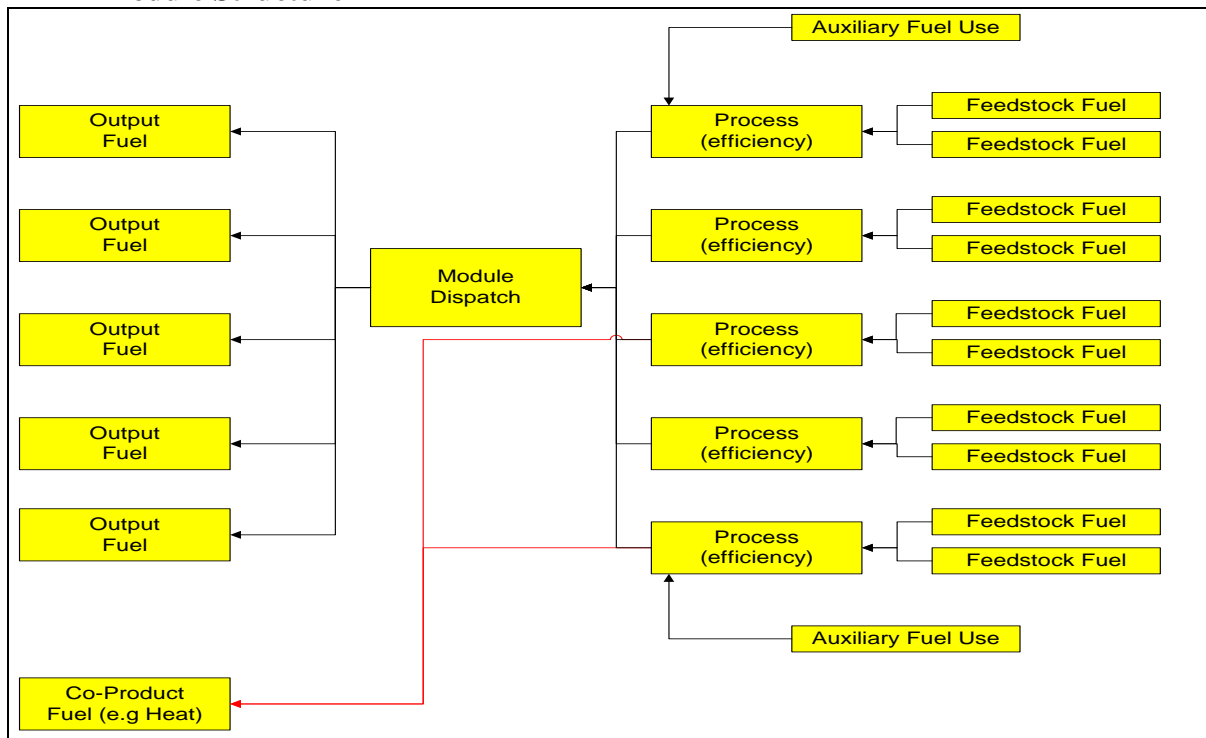 Auxiliary Fuel Use
Output
Fuel
Process
(efficiency)
Feedstock Fuel
Feedstock Fuel
Output
Fuel
Process
(efficiency)
Feedstock Fuel
Feedstock Fuel
Module
Dispatch
Output
Fuel
Process
(efficiency)
Feedstock Fuel
Feedstock Fuel
Output
Fuel
Process
(efficiency)
Feedstock Fuel
Feedstock Fuel
Output
Fuel
Process
(efficiency)
Feedstock Fuel
Feedstock Fuel
Auxiliary Fuel Use
Co-Product
Fuel (e.g Heat)